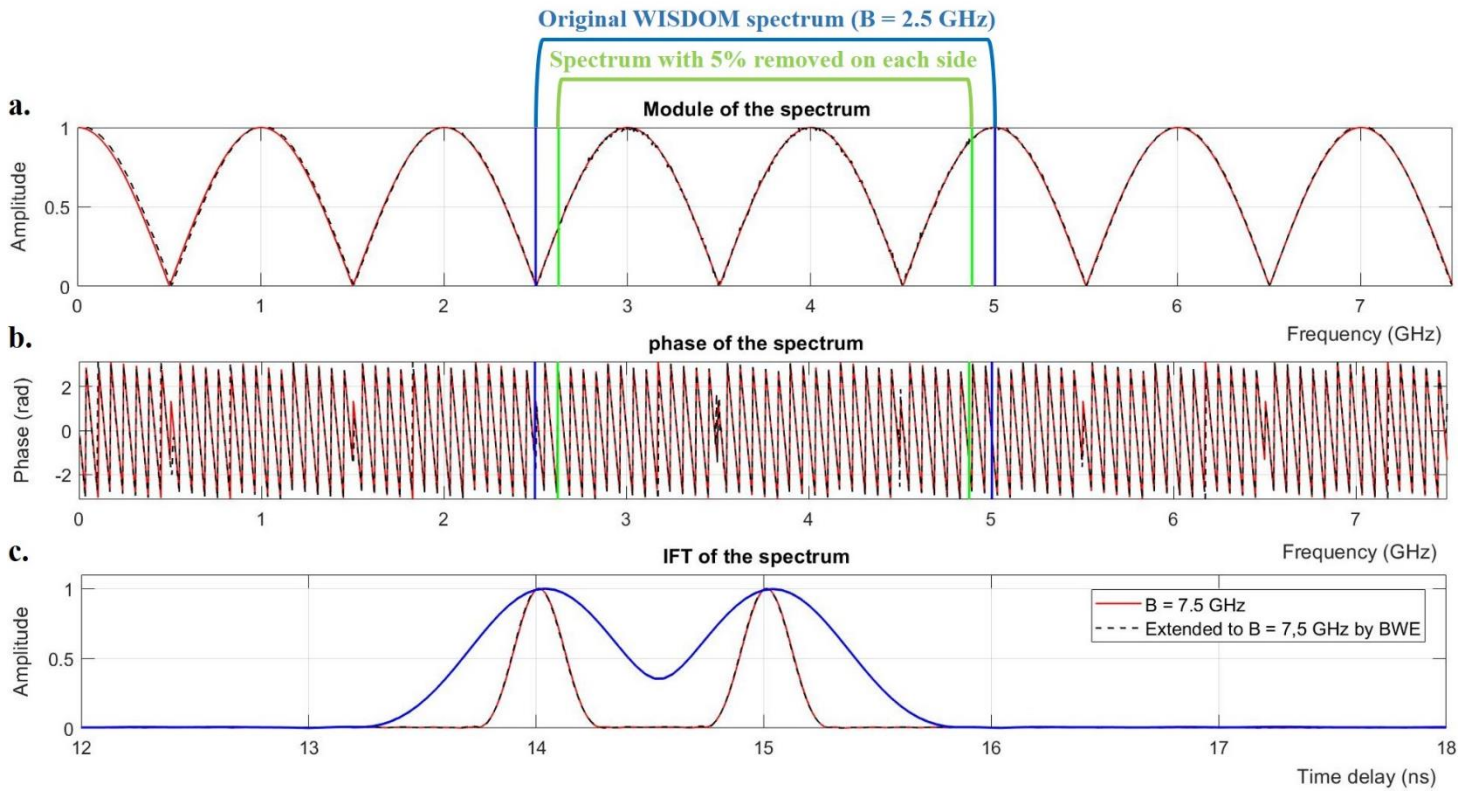 Original WISDOM spectrum (B = 2.5 GHz)
Spectrum with 5% removed on each side
a.
Module of the spectrum
1
0.5
0
Amplitude
0 1 2 3 4 5 6 7
Frequency (GHz)
b.
phase of the spectrum
2
0
-2
Phase (rad)
0 1 2 3 4 5 6 7
Frequency (GHz)
c.
IFT of the spectrum
1
0.5
0
Amplitude
B = 7.5 GHz
Extended to B = 7,5 GHz by BWE
12 13 14 15 16 17 18
Time delay (ns)